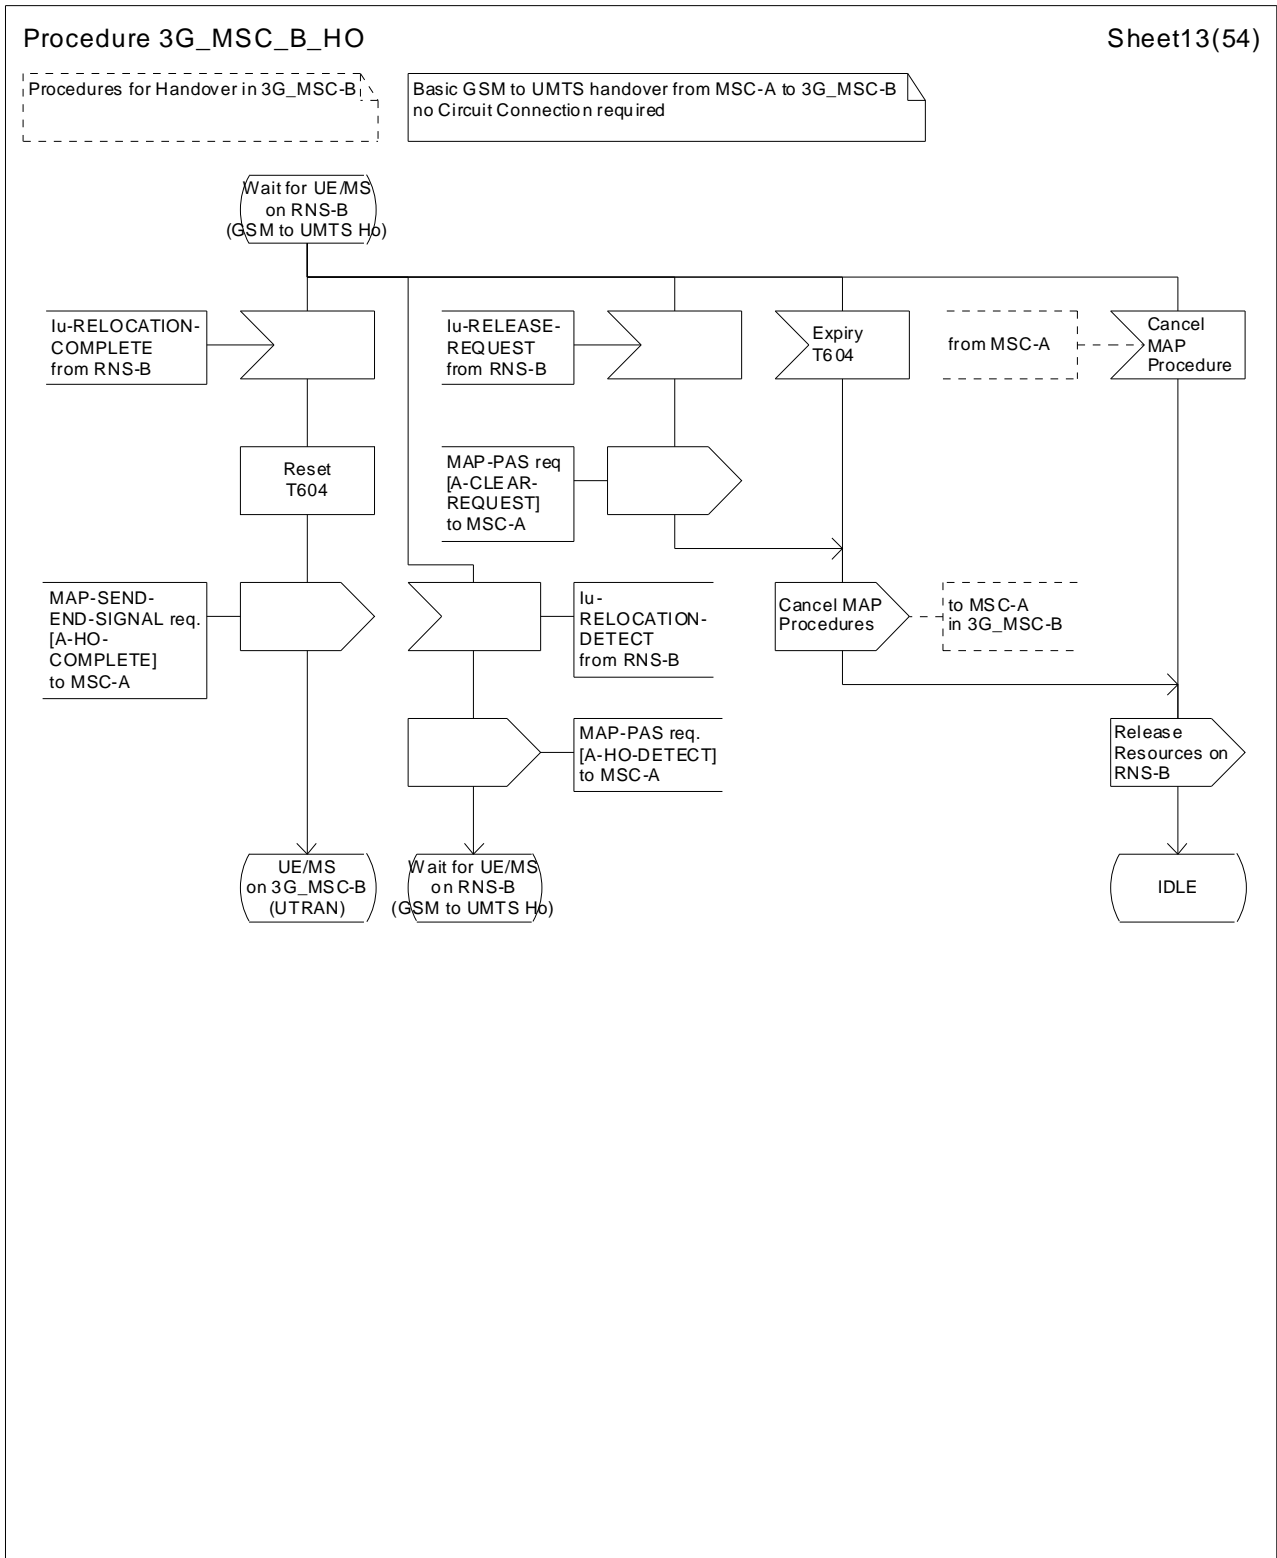 Procedure 3G_MSC_B_HO
Sheet13(54)
Procedures for Handover in 3G_MSC-B
Basic GSM to UMTS handover from MSC-A to 3G_MSC-B
no Circuit Connection required
Wait for UE/MS
on RNS-B
(GSM to UMTS Ho)
Iu-RELOCATION-
COMPLETE
from RNS-B
Iu-RELEASE-
REQUEST
from RNS-B
Expiry
T604
from MSC-A
Cancel
MAP
Procedure
Reset
T604
MAP-PAS req
[A-CLEAR-
REQUEST]
to MSC-A
MAP-SEND-
END-SIGNAL req.
[A-HO-
COMPLETE]
to MSC-A
Iu-
RELOCATION-
DETECT
from RNS-B
Cancel MAP
Procedures
to MSC-A
in 3G_MSC-B
MAP-PAS req.
[A-HO-DETECT]
to MSC-A
Release
Resources on
RNS-B
UE/MS
on 3G_MSC-B
(UTRAN)
Wait for UE/MS
on RNS-B
(GSM to UMTS Ho)
IDLE